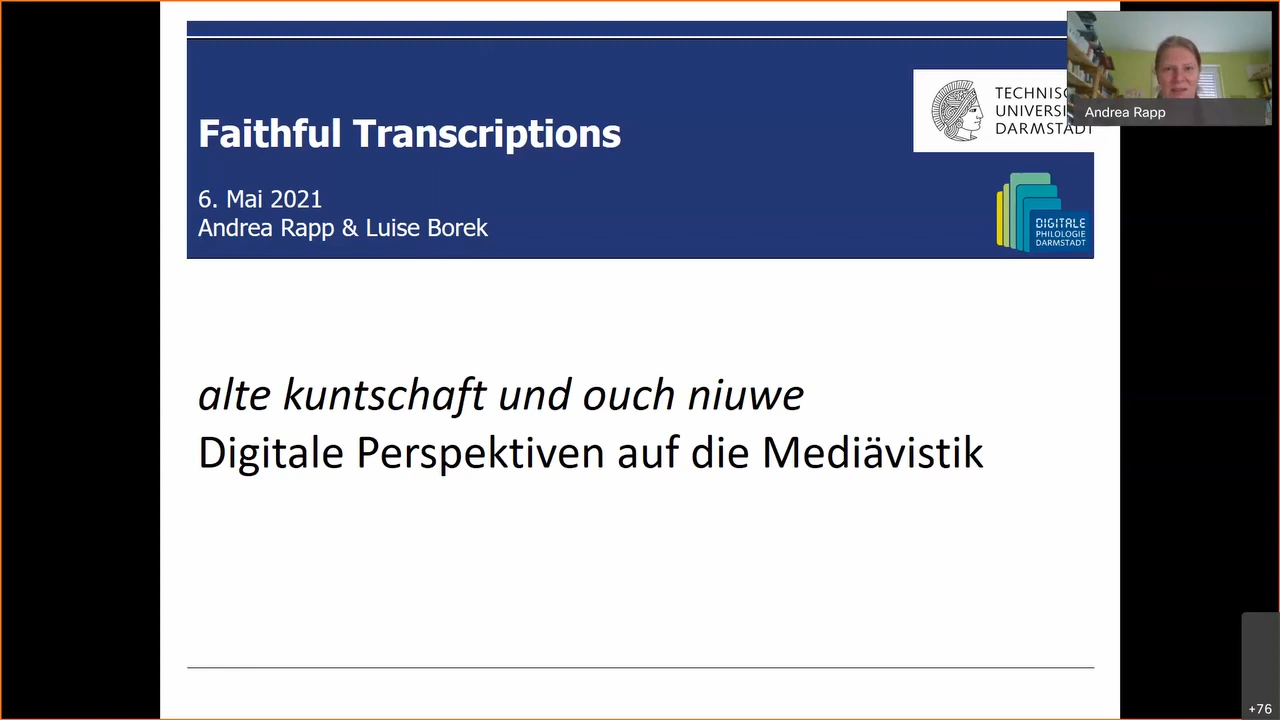 Faithful Transcriptions
6. Mai 2021
Andrea Rapp & Luise Borek
TECHNISC
UNIVERSI
DARMSTADT
Andrea Rapp
DIGITALE
PHILOLOGIE
DARMSTADT
alte kuntschaft und ouch niuwe
Digitale Perspektiven auf die Mediävistik
+76